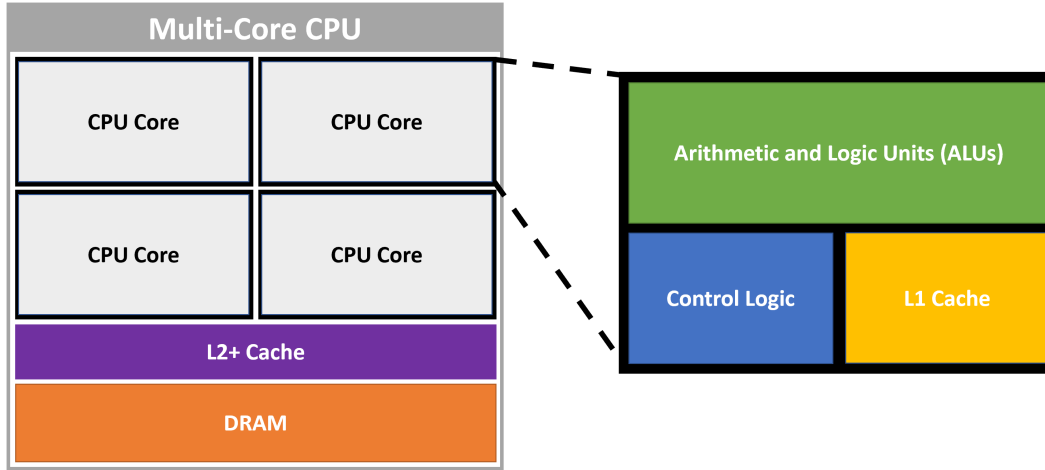 Multi-Core CPU
CPU Core
CPU Core
CPU Core
CPU Core
L2+ Cache
DRAM
Arithmetic and Logic Units (ALUs)
Control Logic
L1 Cache